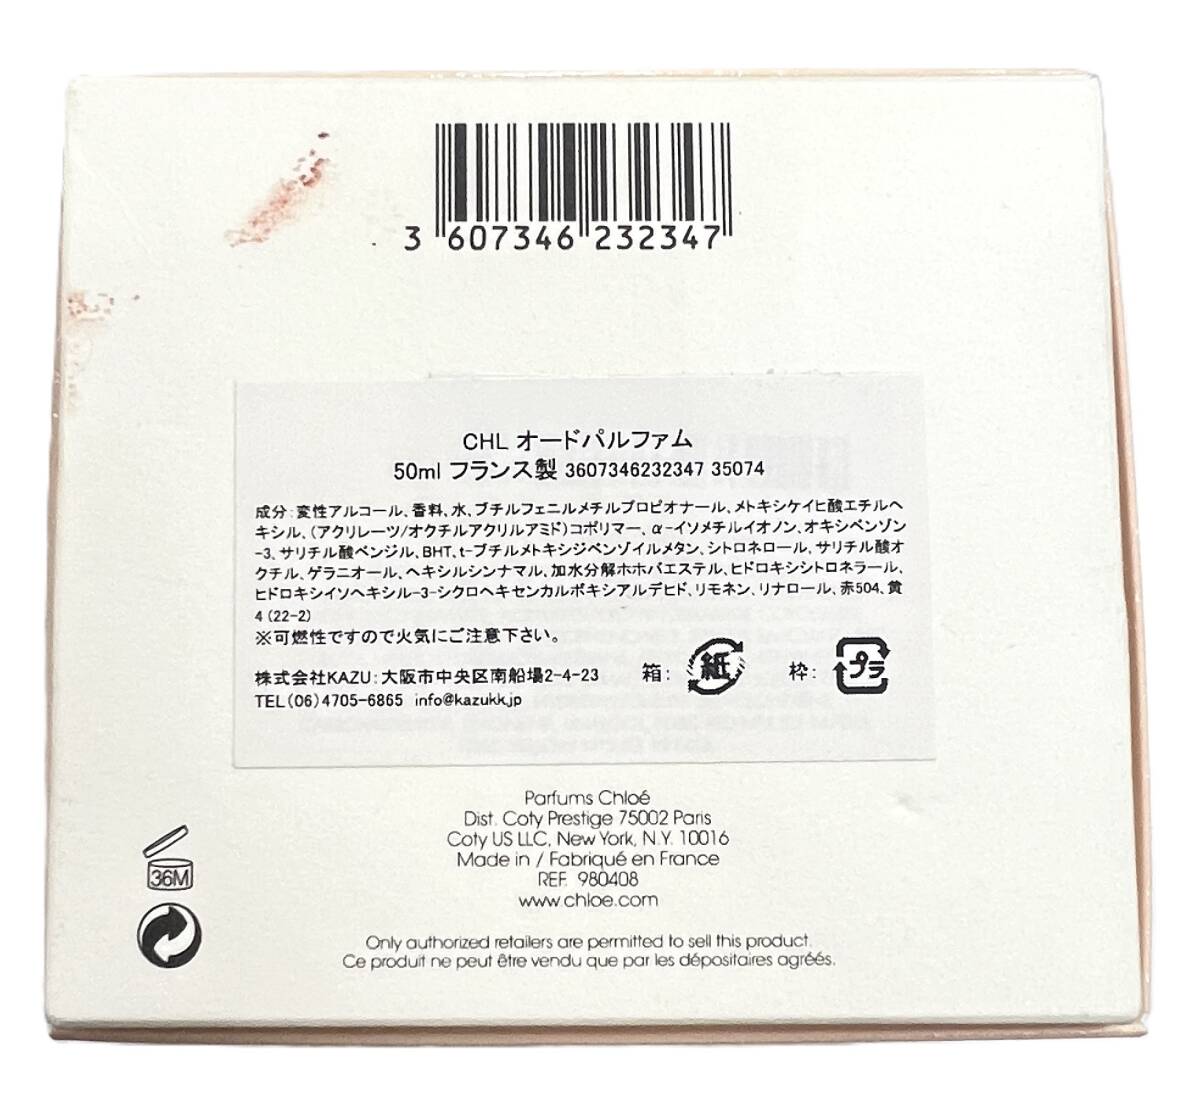 3 607346 232347
CHL オードパルファム
50ml フランス製 3607346232347 35074
成分:変性アルコール、香料、水、ブチルフェニルメチルプロピオナール、メトキシケイヒ酸エチルヘ
キシル、(アクリレーツ/オクチルアクリルアミド)コポリマー、α-イソメチルイオノン、オキシベンゾン
-3、サリチル酸ベンジル、BHT、t-ブチルメトキシジベンゾイルメタン、シトロネロール、サリチル酸オ
クチル、ゲラニオール、ヘキシルシンナマル、加水分解ホホバエステル、ヒドロキシシトロネラール、
ヒドロキシイソヘキシル-3-シクロヘキセンカルボキシアルデヒド、リモネン、リナロール、赤504、黄
4(22-2)
※可燃性ですので火気にご注意下さい。
株式会社KAZU:大阪市中央区南船場2-4-23 箱: 紙 枠: プラ
TEL(06)4705-6865 info@kazukk.jp
Parfums Chloé
Dist. Coty Prestige 75002 Paris
Coty US LLC, New York, N.Y. 10016
Made in / Fabriqué en France
REF. 980408
www.chloe.com
36M
Only authorized retailers are permitted to sell this product.
Ce produit ne peut être vendu que par les dépositaires agréés.